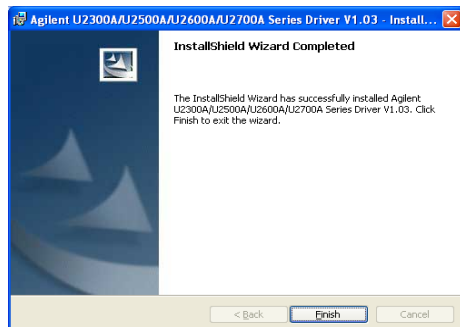 Agilent U2300A/U2500A/U2600A/U2700A Series Driver V1.03 - Install...
InstallShield Wizard Completed
The InstallShield Wizard has successfully installed Agilent
U2300A/U2500A/U2600A/U2700A Series Driver V1.03. Click
Finish to exit the wizard.
< Back
Finish
Cancel